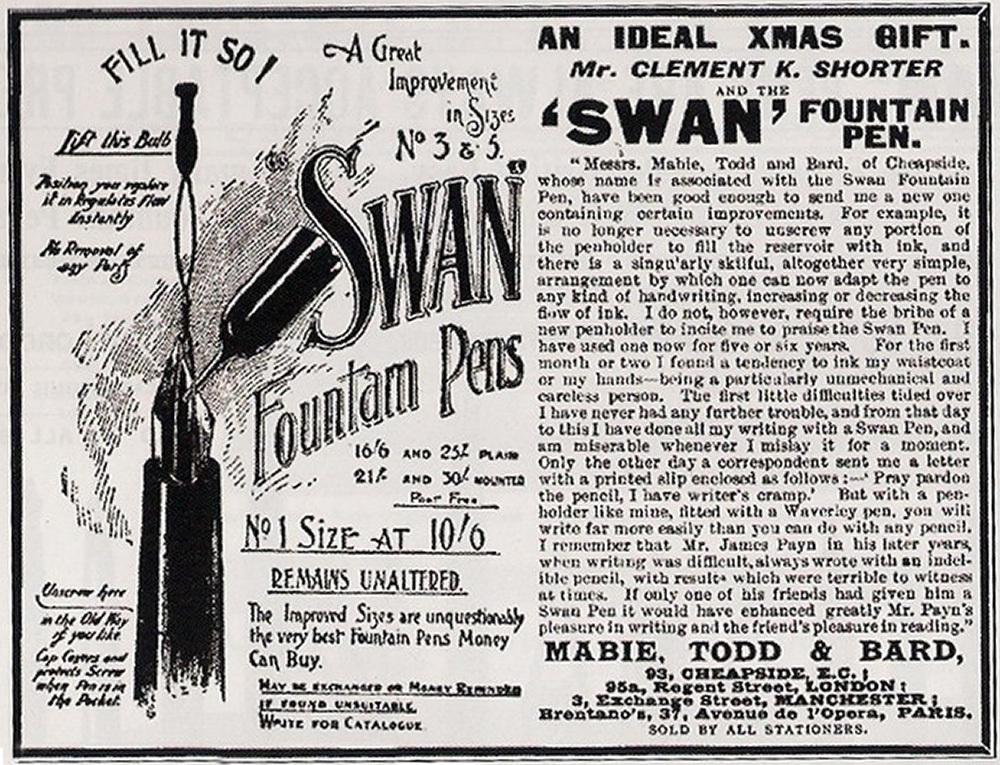 FILL IT SO!
Lift this Bulb
Position you replace
it in Regulates Flow
Instantly
No Removal of
any Part
Unscrew here
in the Old Way
if you like.
Cap Covers and
protects Screw
when Pen is in
the Pocket.
A Great
Improvement
in Sizes
No 3 & 5.
"SWAN"
Fountain Pens
16/6 AND 25/- PLAIN
21/- AND 30/- MOUNTED
Post Free
No 1 SIZE AT 10/6
REMAINS UNALTERED.
The Improved Sizes are unquestionably
the very best Fountain Pens Money
Can Buy.
MAY BE EXCHANGED OR MONEY RETURNED
IF FOUND UNSUITABLE.
WRITE FOR CATALOGUE
AN IDEAL XMAS GIFT.
Mr. CLEMENT K. SHORTER
AND THE
'SWAN' FOUNTAIN
PEN.
"Messrs. Mabie, Todd and Bard, of Cheapside,
whose name is associated with the Swan Fountain
Pen, have been good enough to send me a new one
containing certain improvements. For example, it
is no longer necessary to unscrew any portion of
the penholder to fill the reservoir with ink, and
there is a singularly skilful, altogether very simple,
arrangement by which one can now adapt the pen to
any kind of handwriting, increasing or decreasing the
flow of ink. I do not, however, require the bribe of a
new penholder to incite me to praise the Swan Pen. I
have used one now for five or six years. For the first
month or two I found a tendency to ink my waistcoat
or my hands—being a particularly unmechanical and
careless person. The first little difficulties tided over
I have never had any further trouble, and from that day
to this I have done all my writing with a Swan Pen, and
am miserable whenever I mislay it for a moment.
Only the other day a correspondent sent me a letter
with a printed slip enclosed as follows:—'Pray pardon
the pencil, I have writer's cramp.' But with a pen-
holder like mine, fitted with a Waverley pen, you will
write far more easily than you can do with any pencil.
I remember that Mr. James Payn in his later years,
when writing was difficult, always wrote with an indel-
ible pencil, with results which were terrible to witness
at times. If only one of his friends had given him a
Swan Pen it would have enhanced greatly Mr. Payn's
pleasure in writing and the friend's pleasure in reading."
MABIE, TODD & BARD,
93, CHEAPSIDE, E.C.;
95a, Regent Street, LONDON;
3, Exchange Street, MANCHESTER;
Brentano's, 37, Avenue de l'Opera, PARIS.
SOLD BY ALL STATIONERS.